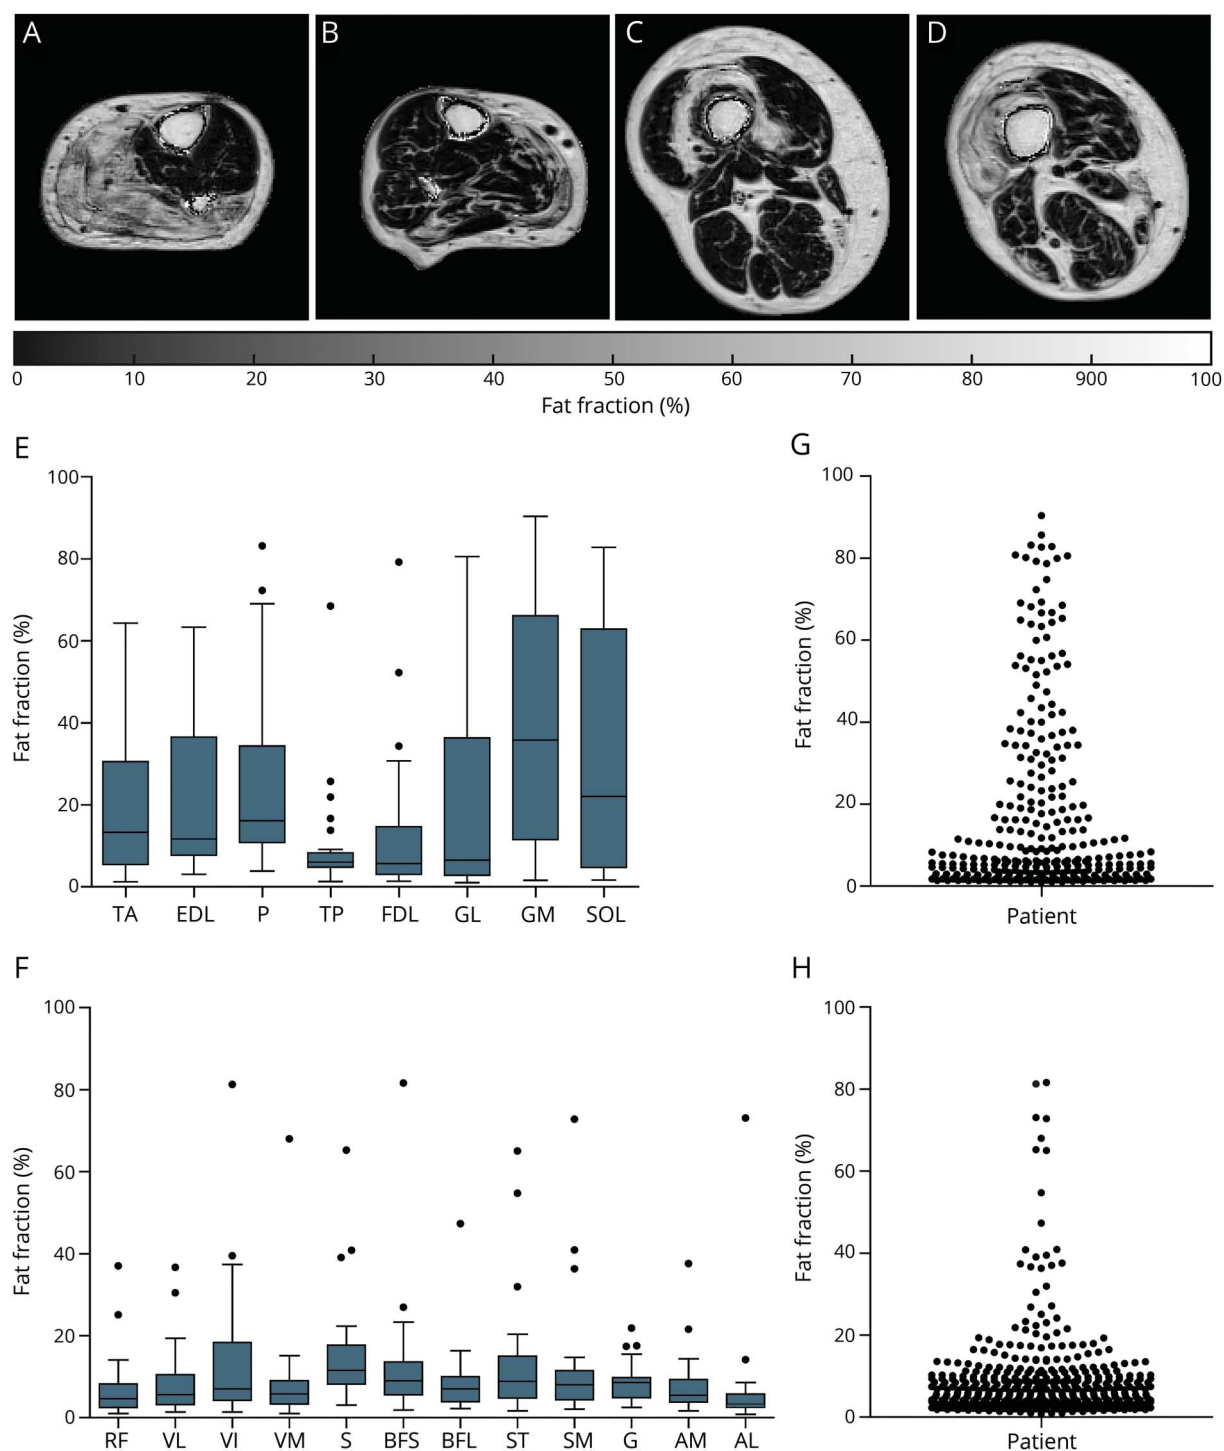 A B C D
0 10 20 30 40 50 60 70 80 900 100
Fat fraction (%)
E
100
80
60
40
20
0
Fat fraction (%)
TA EDL P TP FDL GL GM SOL
G
100
80
60
40
20
0
Fat fraction (%)
Patient
F
100
80
60
40
20
0
Fat fraction (%)
RF VL VI VM S BFS BFL ST SM G AM AL
H
100
80
60
40
20
0
Fat fraction (%)
Patient